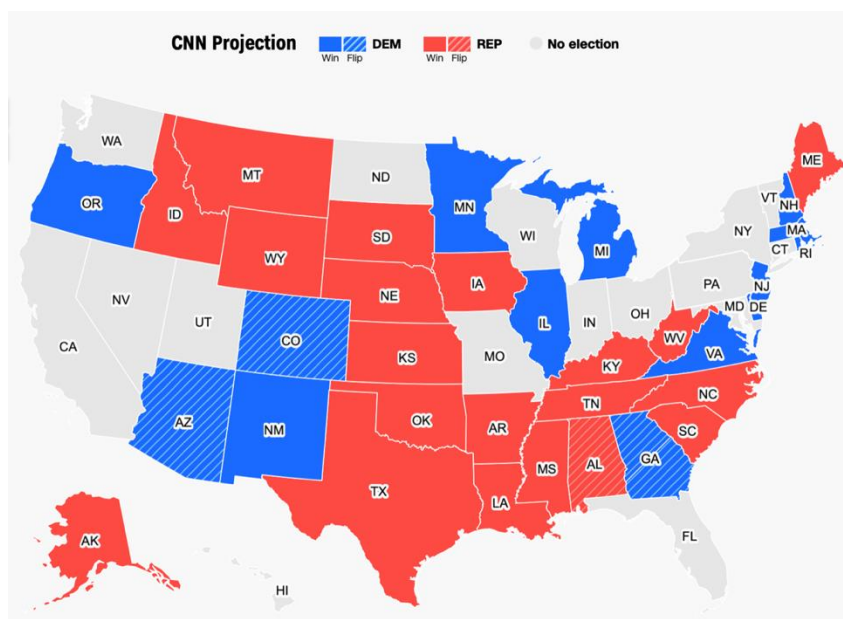 CNN Projection
DEM
Win Flip
REP
Win Flip
No election
WA
OR
ID
MT
ND
MN
WI
MI
ME
VT
NH
NY
MA
CT
RI
SD
WY
NE
IA
IL
IN
OH
PA
NJ
MD
DE
WV
VA
KY
CA
NV
UT
CO
KS
MO
AZ
NM
OK
AR
TN
NC
SC
TX
LA
MS
AL
GA
FL
AK
HI